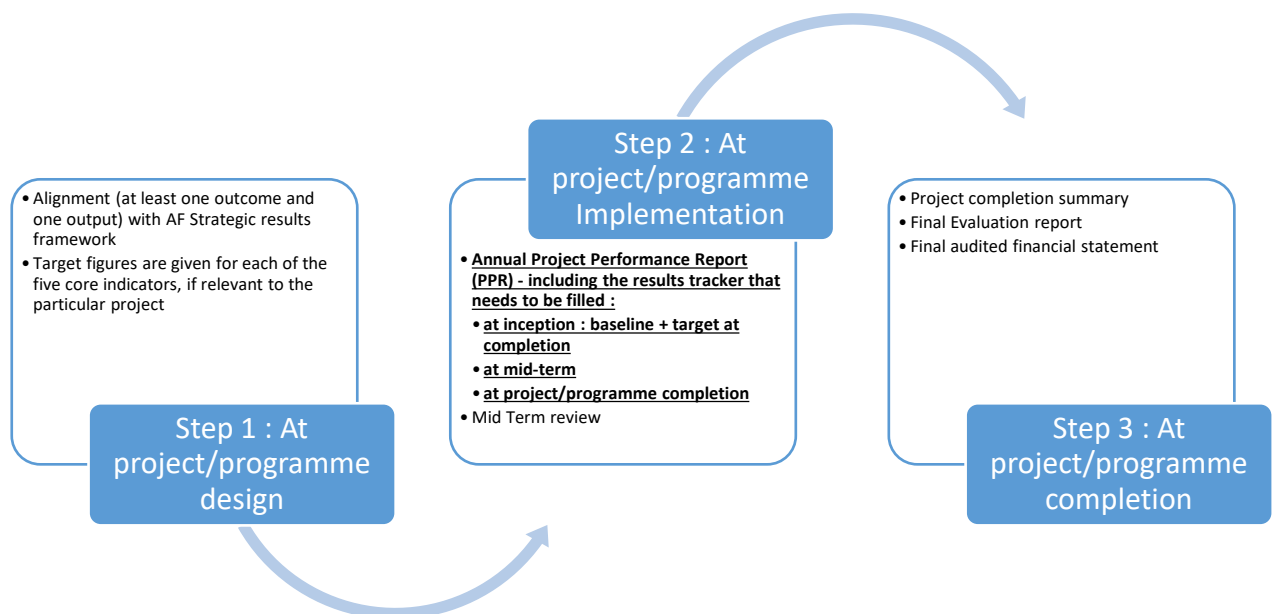 • Alignment (at least one outcome and
one output) with AF Strategic results
framework
• Target figures are given for each of the
five core indicators, if relevant to the
particular project
Step 1 : At
project/programme
design
Step 2 : At
project/programme
Implementation
• Annual Project Performance Report
(PPR) - including the results tracker that
needs to be filled :
• at inception : baseline + target at
completion
• at mid-term
• at project/programme completion
• Mid Term review
• Project completion summary
• Final Evaluation report
• Final audited financial statement
Step 3 : At
project/programme
completion